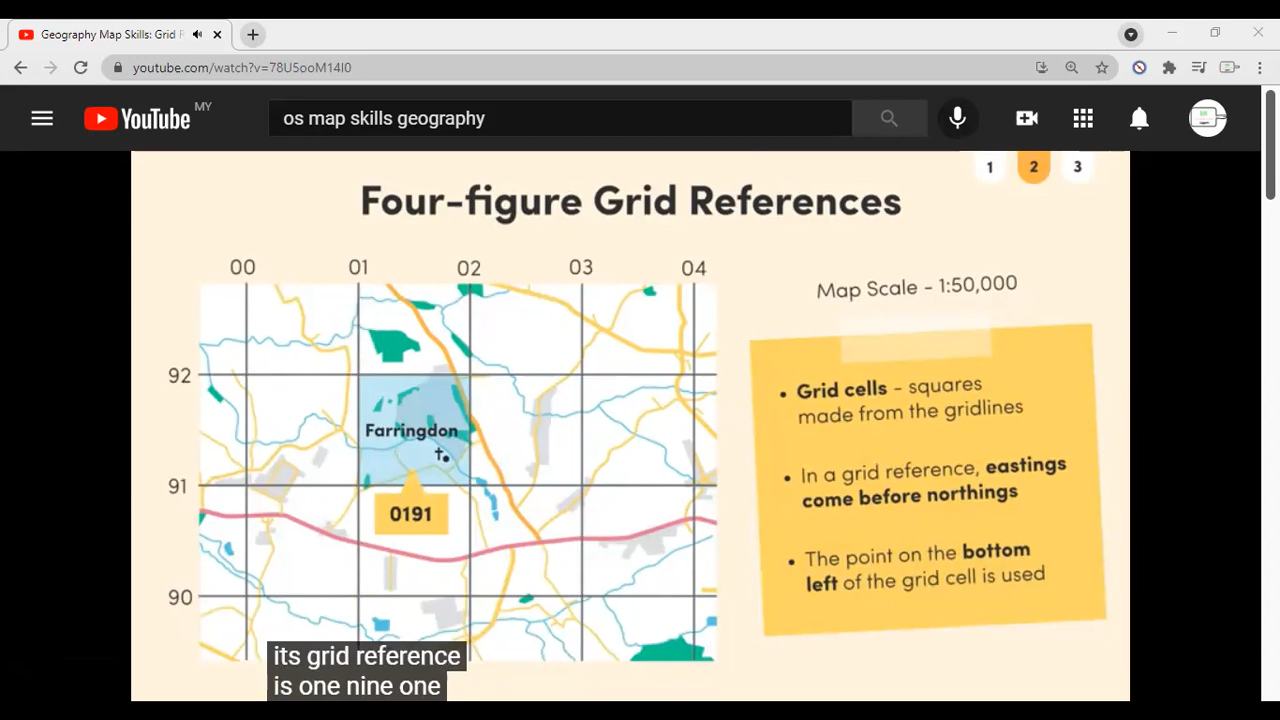 Geography Map Skills: Grid R
youtube.com/watch?v=78U5ooM14I0
YouTube MY
os map skills geography
1 2 3
Four-figure Grid References
00 01 02 03 04
Map Scale - 1:50,000
92
• Grid cells - squares
made from the gridlines
Farringdon
• In a grid reference, eastings
come before northings
91
0191
• The point on the bottom
left of the grid cell is used
90
its grid reference
is one nine one